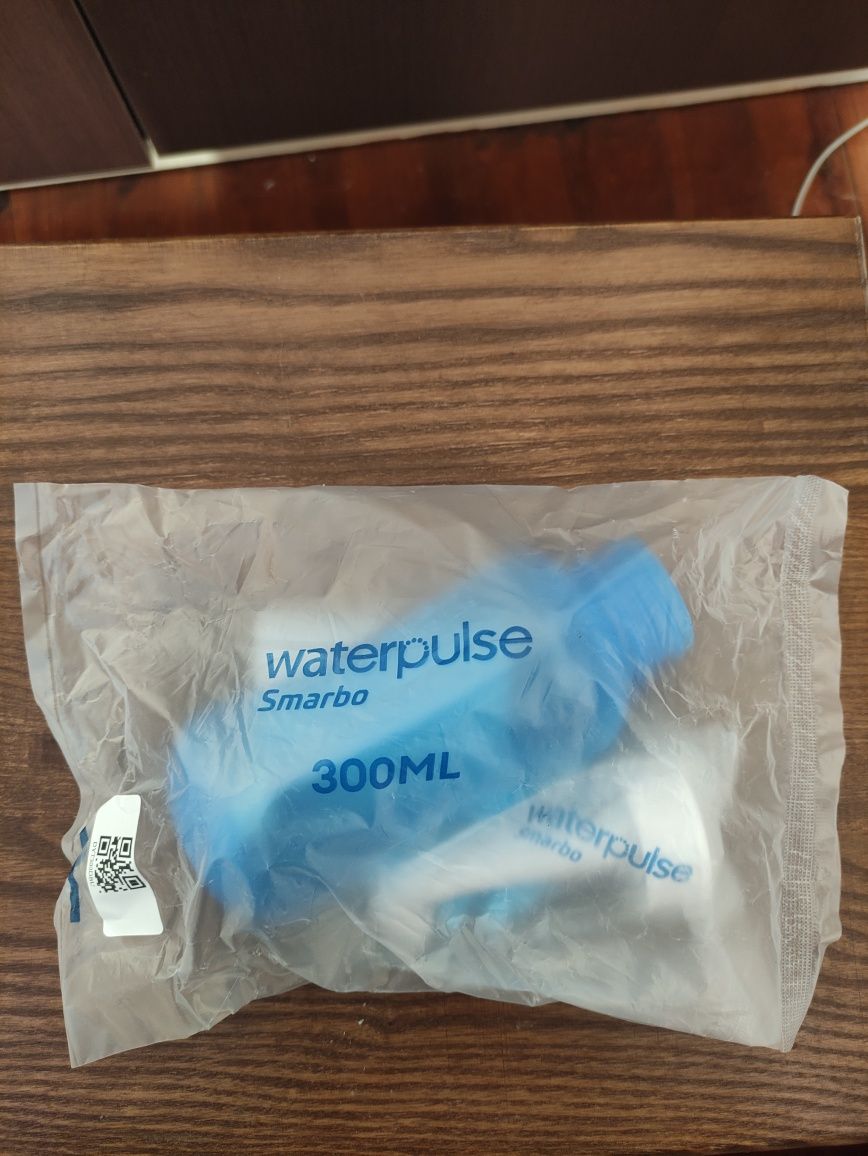 waterpulse
Smarbo
300ML
waterpulse
smarbo